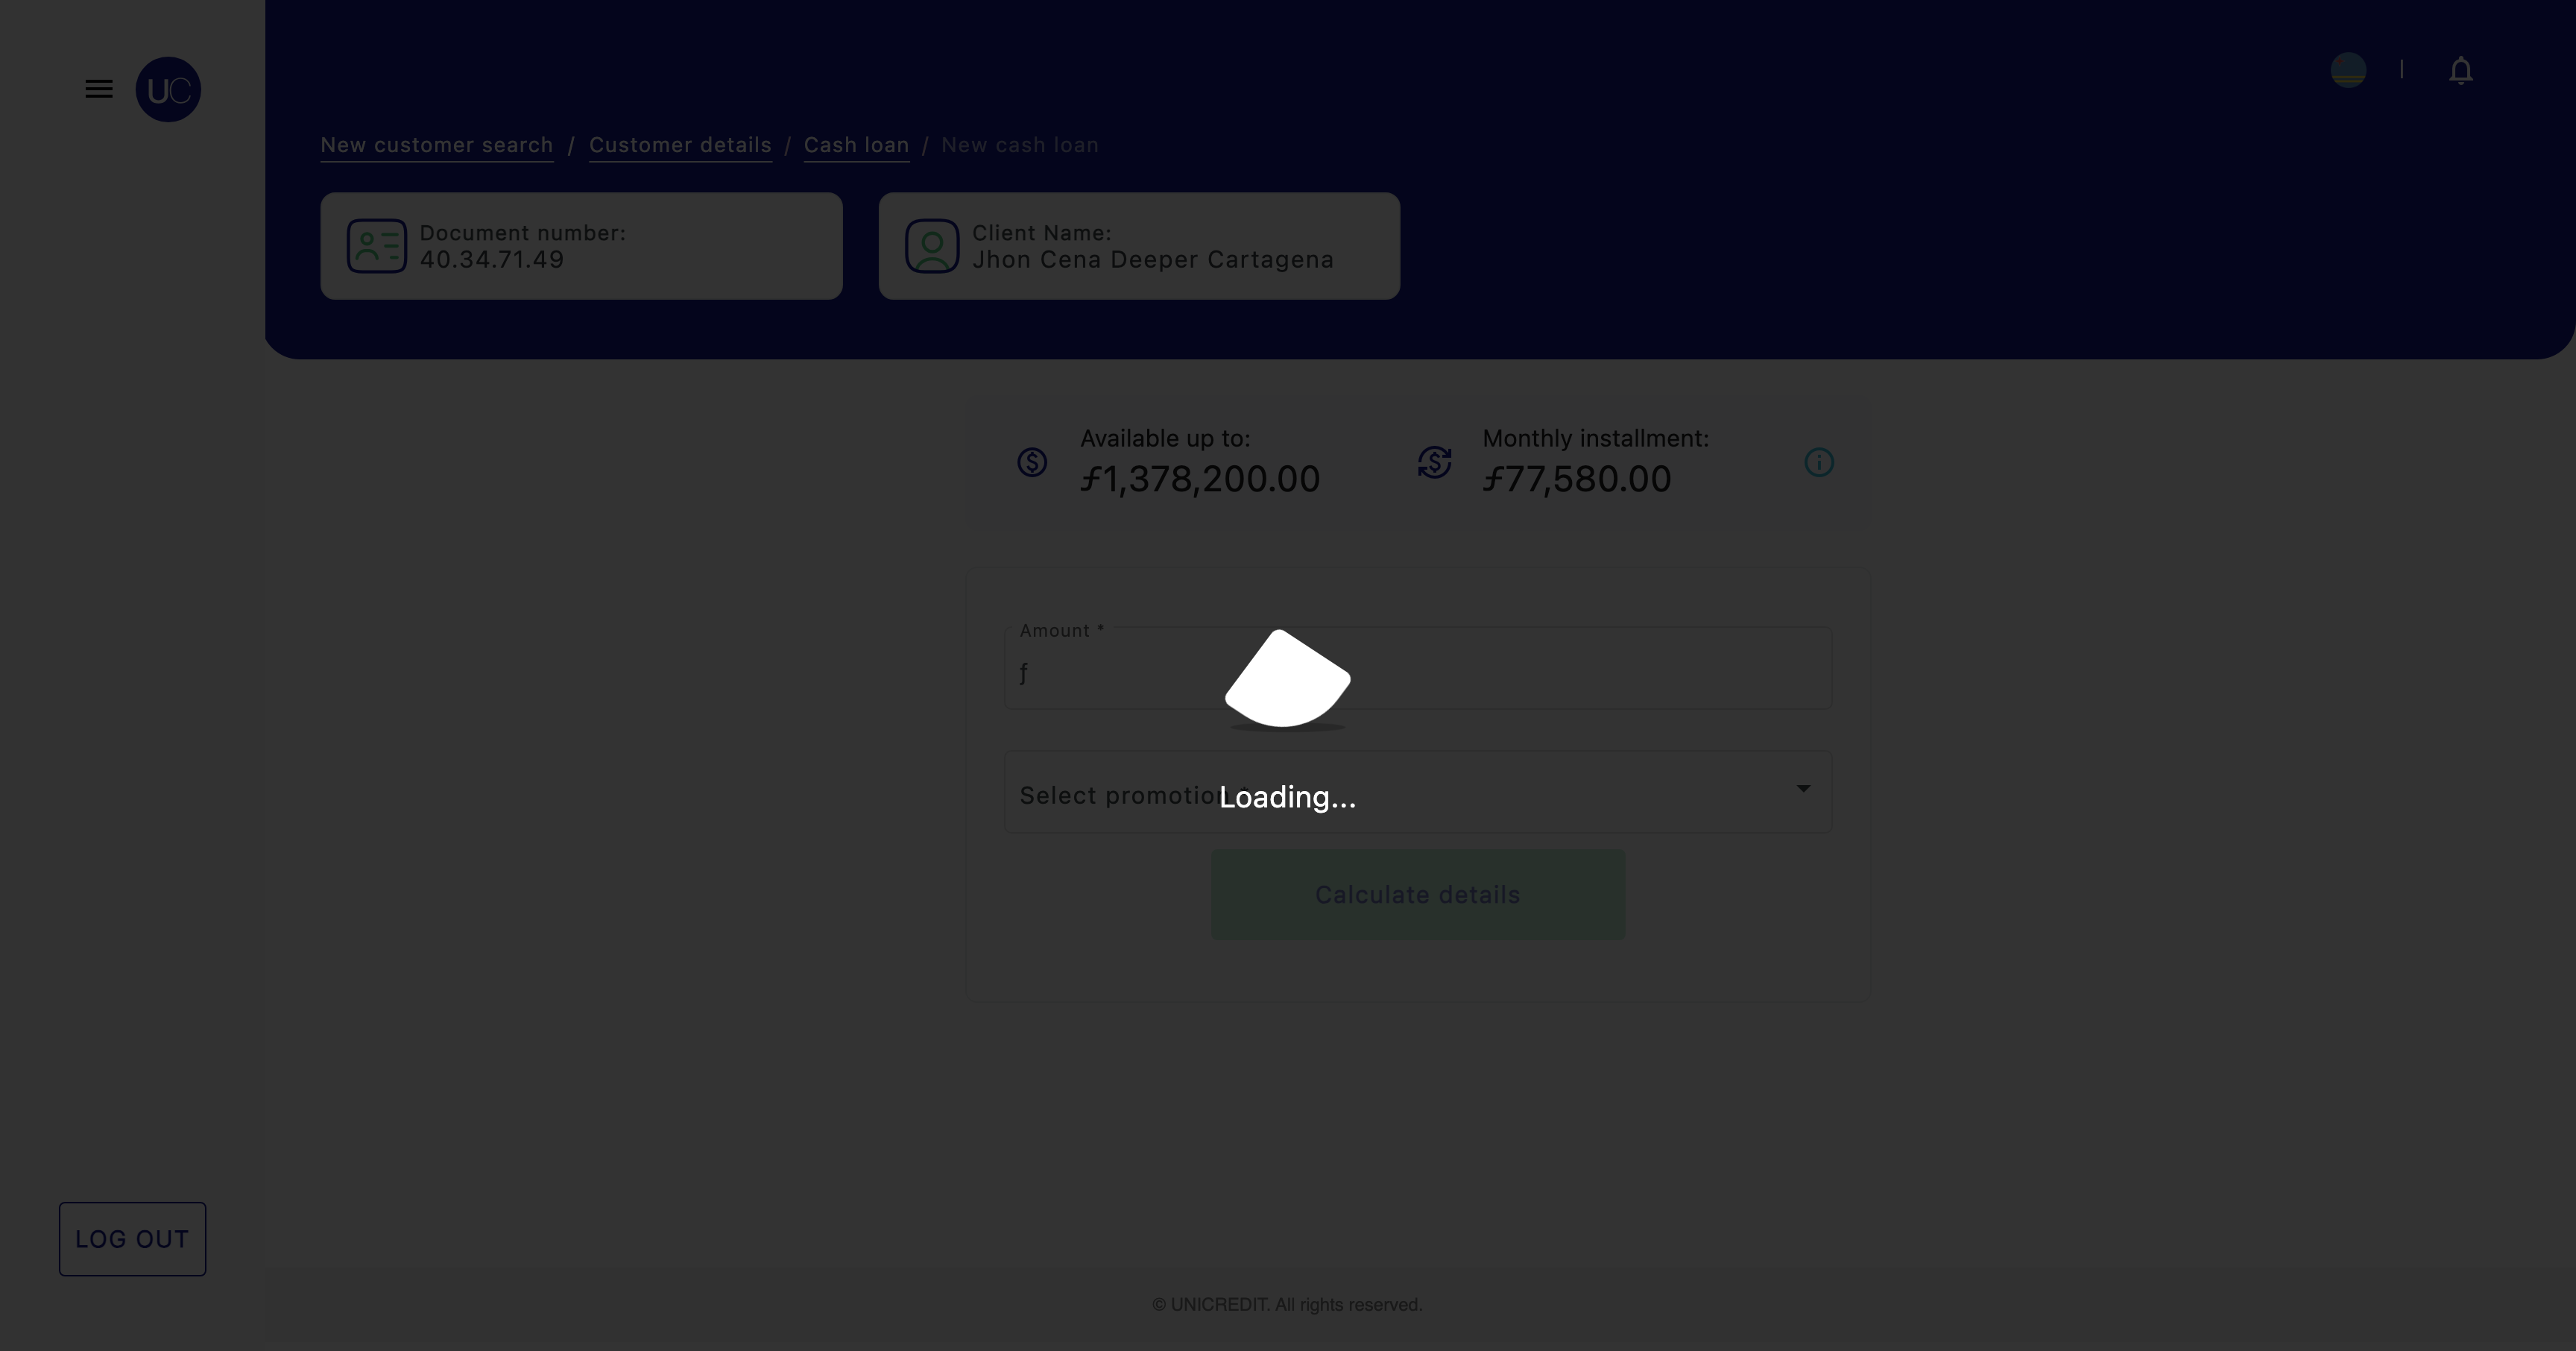 UC
New customer search / Customer details / Cash loan / New cash loan
Document number:
40.34.71.49
Client Name:
Jhon Cena Deeper Cartagena
Available up to:
ƒ1,378,200.00
Monthly installment:
ƒ77,580.00
Amount *
ƒ
Select promotion
Loading...
Calculate details
LOG OUT
© UNICREDIT. All rights reserved.